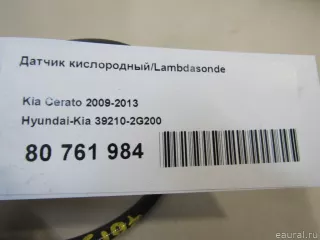 Датчик кислородный/Lambdasonde
Kia Cerato 2009-2013
Hyundai-Kia 39210-2G200
80 761 984
eaural.ru